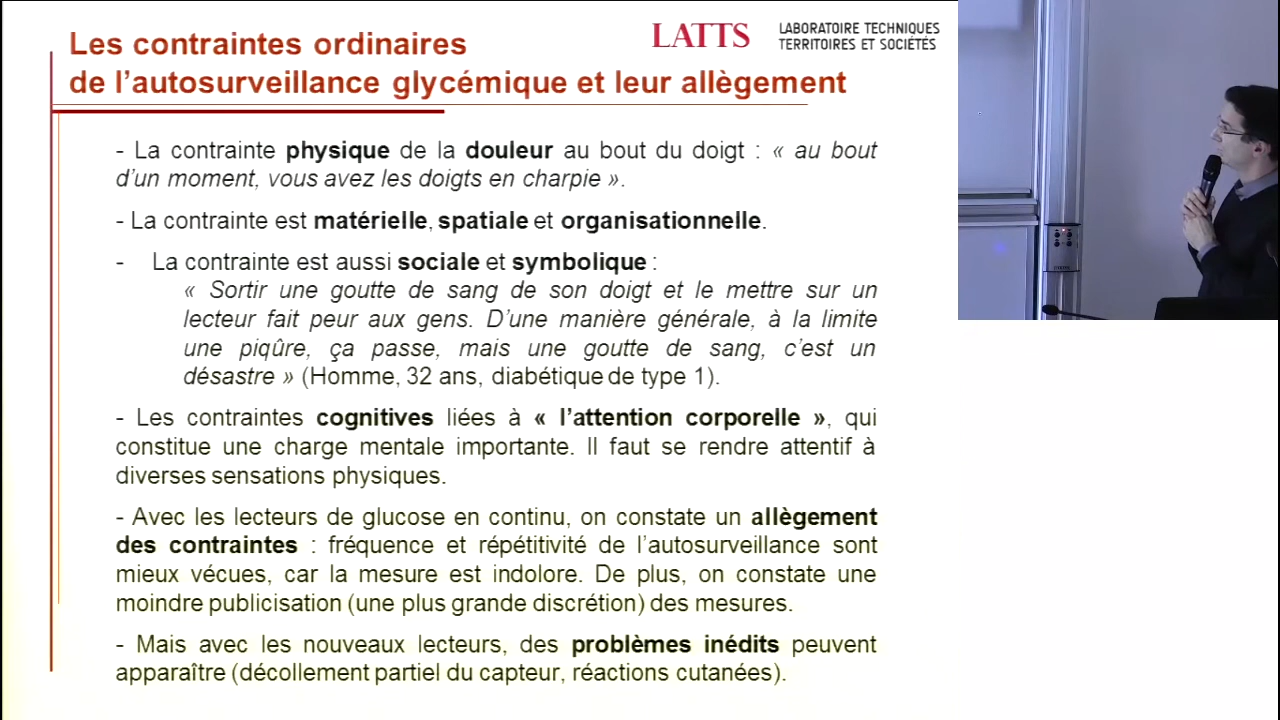 Les contraintes ordinaires
de l'autosurveillance glycémique et leur allègement
LATTS
LABORATOIRE TECHNIQUES
TERRITOIRES ET SOCIÉTÉS
- La contrainte physique de la douleur au bout du doigt : « au bout
d'un moment, vous avez les doigts en charpie ».
- La contrainte est matérielle, spatiale et organisationnelle.
- La contrainte est aussi sociale et symbolique :
« Sortir une goutte de sang de son doigt et le mettre sur un
lecteur fait peur aux gens. D'une manière générale, à la limite
une piqûre, ça passe, mais une goutte de sang, c'est un
désastre » (Homme, 32 ans, diabétique de type 1).
- Les contraintes cognitives liées à « l'attention corporelle », qui
constitue une charge mentale importante. Il faut se rendre attentif à
diverses sensations physiques.
- Avec les lecteurs de glucose en continu, on constate un allègement
des contraintes : fréquence et répétitivité de l'autosurveillance sont
mieux vécues, car la mesure est indolore. De plus, on constate une
moindre publicisation (une plus grande discrétion) des mesures.
- Mais avec les nouveaux lecteurs, des problèmes inédits peuvent
apparaître (décollement partiel du capteur, réactions cutanées).